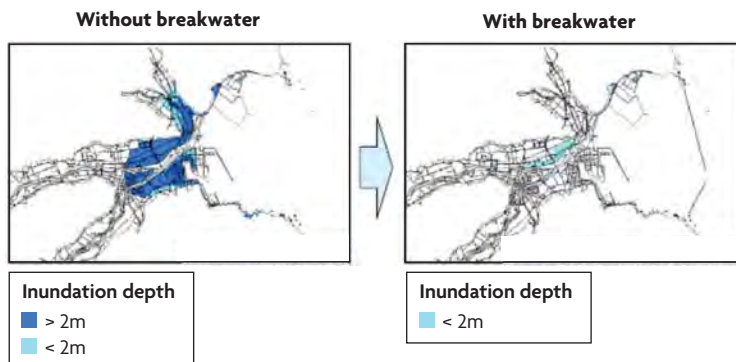 Without breakwater
With breakwater
Inundation depth
> 2m
< 2m
Inundation depth
< 2m